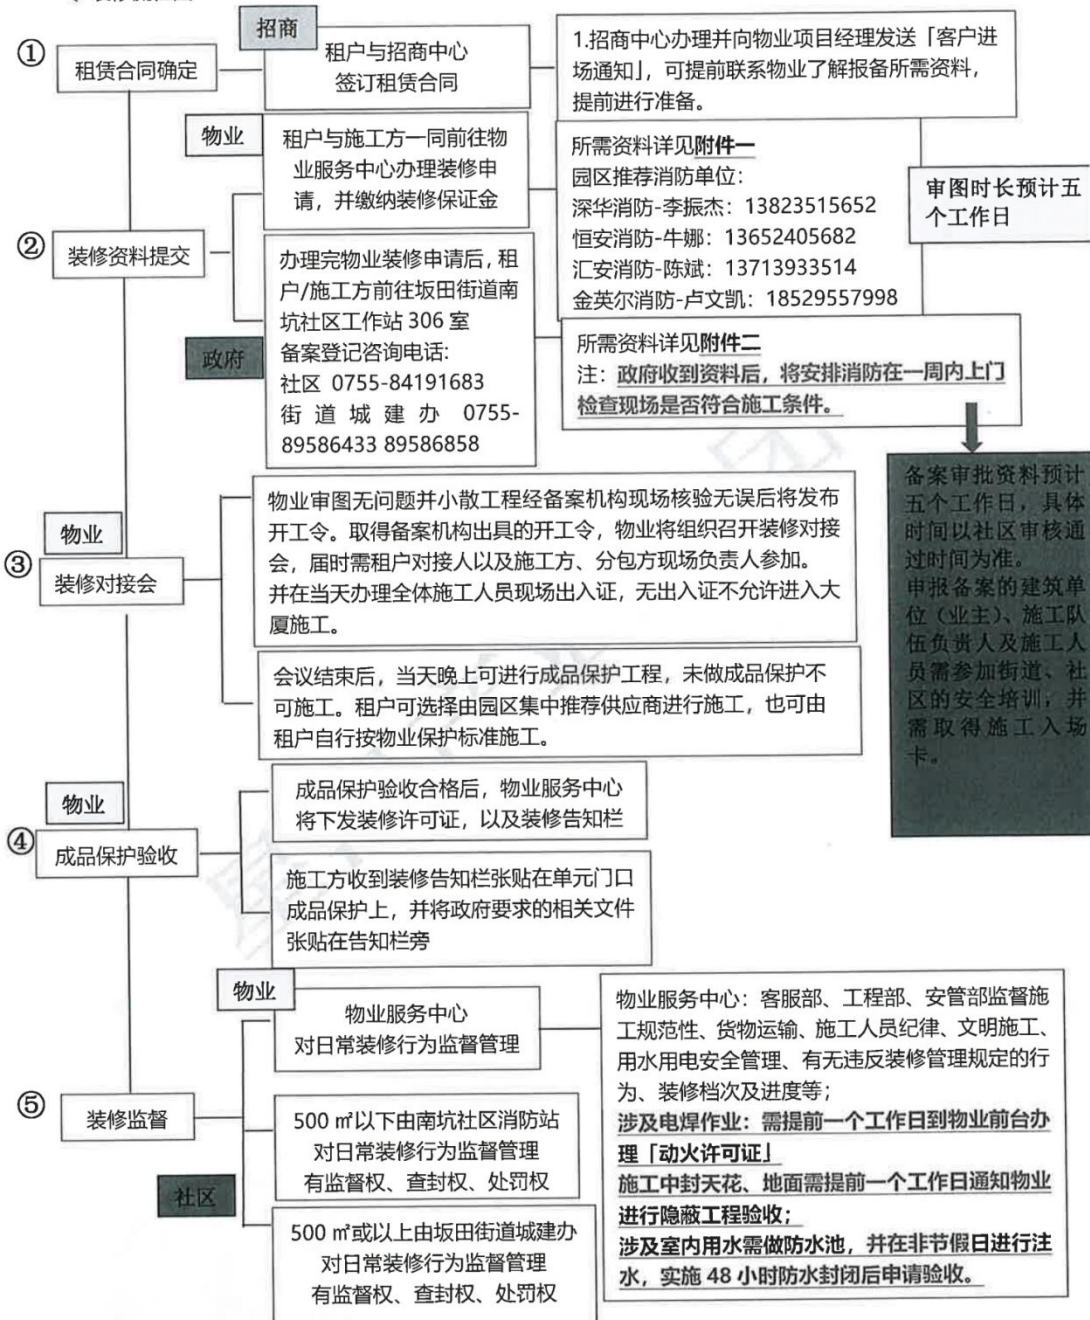 招商
① 租赁合同确定
租户与招商中心
签订租赁合同
1.招商中心办理并向物业项目经理发送「客户进
场通知」，可提前联系物业了解报备所需资料，
提前进行准备。
物业
租户与施工方一同前往物
业服务中心办理装修申
请，并缴纳装修保证金
所需资料详见附件一
园区推荐消防单位：
深华消防-李振杰：13823515652
恒安消防-牛娜：13652405682
汇安消防-陈斌：13713933514
金英尔消防-卢文凯：18529557998
审图时长预计五
个工作日
② 装修资料提交
办理完物业装修申请后，租
户/施工方前往坂田街道南
坑社区工作站 306 室
备案登记咨询电话:
社区 0755-84191683
街道城建办 0755-
89586433 89586858
政府
所需资料详见附件二
注：政府收到资料后，将安排消防在一周内上门
检查现场是否符合施工条件。
备案审批资料预计
五个工作日，具体
时间以社区审核通
过时间为准。
申报备案的建筑单
位（业主）、施工队
伍负责人及施工人
员需参加街道、社
区的安全培训，并
需取得施工入场
卡。
物业
③ 装修对接会
物业审图无问题并小散工程经备案机构现场核验无误后将发布
开工令。取得备案机构出具的开工令，物业将组织召开装修对接
会，届时需租户对接人以及施工方、分包方现场负责人参加。
并在当天办理全体施工人员现场出入证，无出入证不允许进入大
厦施工。
会议结束后，当天晚上可进行成品保护工程，未做成品保护不
可施工。租户可选择由园区集中推荐供应商进行施工，也可由
租户自行按物业保护标准施工。
物业
④ 成品保护验收
成品保护验收合格后，物业服务中心
将下发装修许可证，以及装修告知栏
施工方收到装修告知栏张贴在单元门口
成品保护上，并将政府要求的相关文件
张贴在告知栏旁
物业
⑤ 装修监督
物业服务中心
对日常装修行为监督管理
物业服务中心：客服部、工程部、安管部监督施
工规范性、货物运输、施工人员纪律、文明施工、
用水用电安全管理、有无违反装修管理规定的行
为、装修档次及进度等；
涉及电焊作业：需提前一个工作日到物业前台办
理「动火许可证」
施工中封天花、地面需提前一个工作日通知物业
进行隐蔽工程验收；
涉及室内用水需做防水池，并在非节假日进行注
水，实施 48 小时防水封闭后申请验收。
500 ㎡以下由南坑社区消防站
对日常装修行为监督管理
有监督权、查封权、处罚权
社区
500 ㎡或以上由坂田街道城建办
对日常装修行为监督管理
有监督权、查封权、处罚权